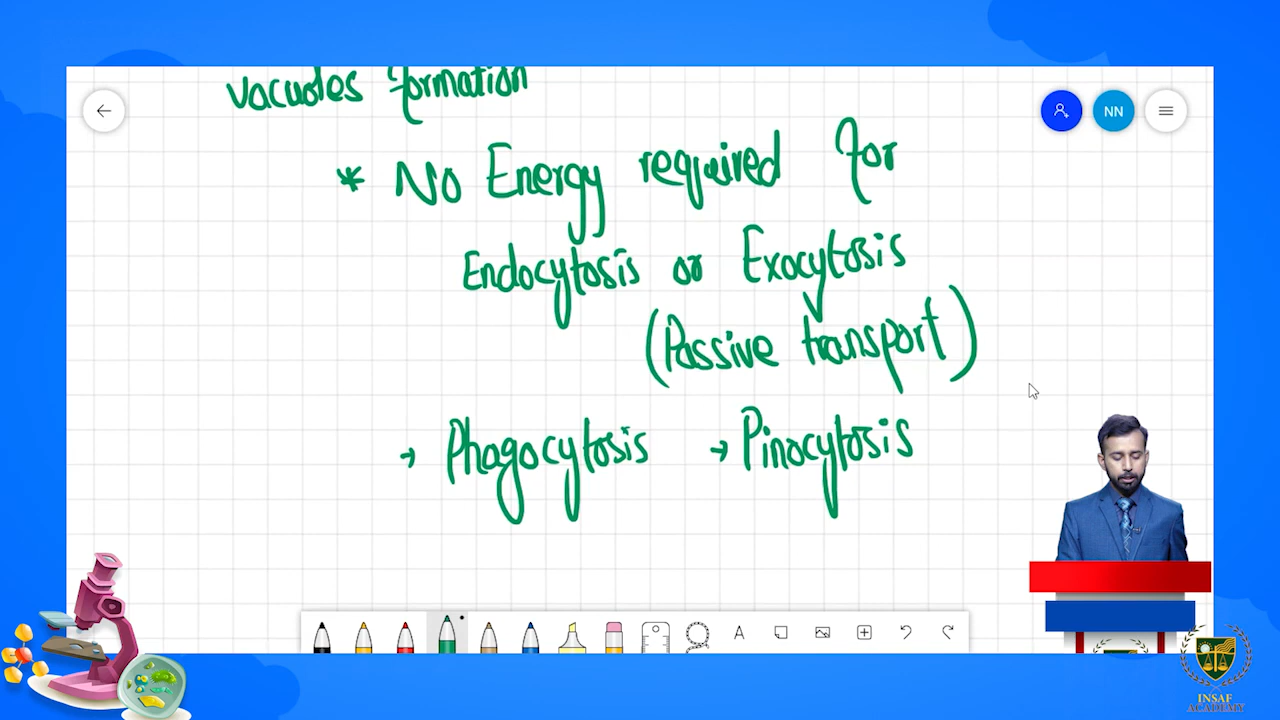 Vacuoles formation
* No Energy required for
Endocytosis or Exocytosis
(Passive transport)
→ Phagocytosis → Pinocytosis
NN
A
INSAF
ACADEMY